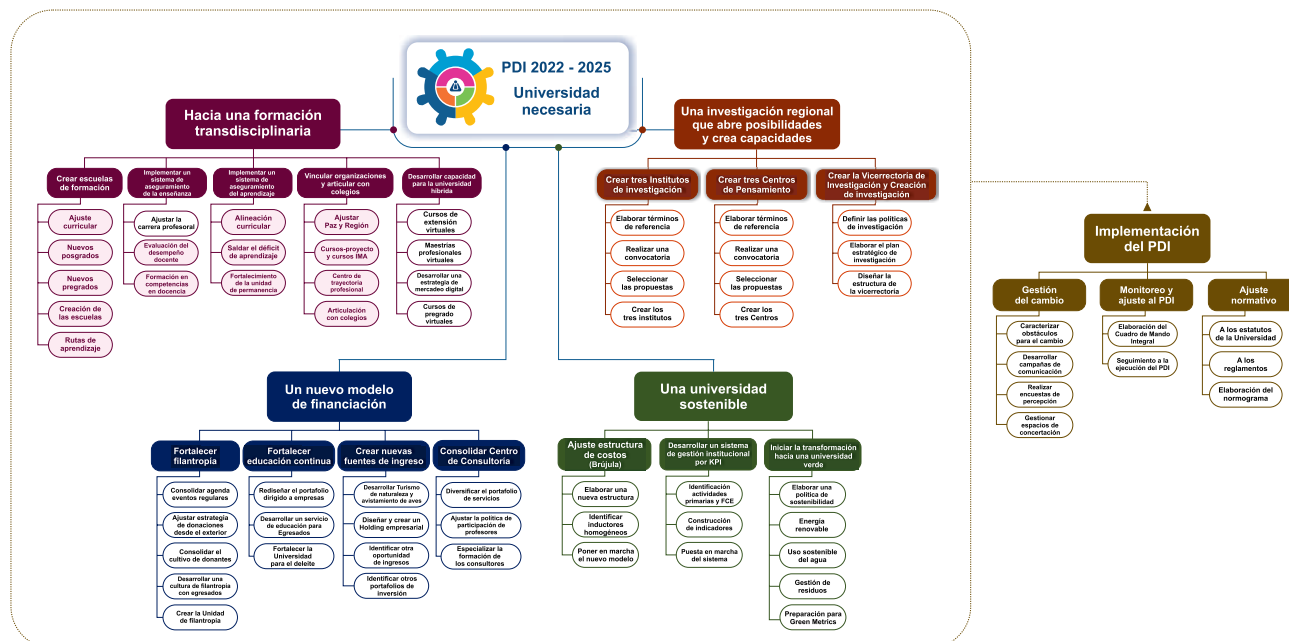 PDI 2022 - 2025
Universidad
necesaria
Hacia una formación
transdisciplinaria
Crear escuelas
de formación
Ajuste
curricular
Nuevos
posgrados
Nuevos
pregrados
Creación de
las escuelas
Rutas de
aprendizaje
Implementar un
sistema de
aseguramiento
de la enseñanza
Ajustar la
carrera profesoral
Evaluación del
desempeño
docente
Formación en
competencias
en docencia
Implementar un
sistema de
aseguramiento
del aprendizaje
Alineación
curricular
Saldar el déficit
de aprendizaje
Fortalecimiento
de la unidad
de permanencia
Vincular organizaciones
y articular con
colegios
Ajustar
Paz y Región
Cursos-proyecto
y cursos IMA
Centro de
trayectoria
profesional
Articulación
con colegios
Desarrollar capacidad
para la universidad
híbrida
Cursos de
extensión
virtuales
Maestrías
profesionales
virtuales
Desarrollar una
estrategia de
mercadeo digital
Cursos de
pregrado
virtuales
Una investigación regional
que abre posibilidades
y crea capacidades
Crear tres Institutos
de investigación
Elaborar términos
de referencia
Realizar una
convocatoria
Seleccionar
las propuestas
Crear los
tres institutos
Crear tres Centros
de Pensamiento
Elaborar términos
de referencia
Realizar una
convocatoria
Seleccionar
las propuestas
Crear los
tres Centros
Crear la Vicerrectoria de
Investigación y Creación
de investigación
Definir las políticas
de investigación
Elaborar el plan
estratégico de
investigación
Diseñar la
estructura de
la vicerrectoria
Un nuevo modelo
de financiación
Fortalecer
filantropia
Consolidar agenda
eventos regulares
Ajustar estrategia
de donaciones
desde el exterior
Consolidar el
cultivo de donantes
Desarrollar una
cultura de filantropía
con egresados
Crear la Unidad
de filantropía
Fortalecer
educación continua
Rediseñar el portafolio
dirigido a empresas
Desarrollar un servicio
de educación para
Egresados
Fortalecer la
Universidad
para el deleite
Crear nuevas
fuentes de ingreso
Desarrollar Turismo
de naturaleza y
avistamiento de aves
Diseñar y crear un
Holding empresarial
Identificar otra
oportunidad
de ingresos
Identificar otros
portafolios de
inversión
Consolidar Centro
de Consultoria
Diversificar el portafolio
de servicios
Ajustar la política de
participación de
profesores
Especializar la
formación de
los consultores
Una universidad
sostenible
Ajuste estructura
de costos
(Brújula)
Elaborar una
nueva estructura
Identificar
inductores
homogéneos
Poner en marcha
el nuevo modelo
Desarrollar un sistema
de gestión institucional
por KPI
Identificación
actividades
primarias y FCE
Construcción
de indicadores
Puesta en marcha
del sistema
Iniciar la transformación
hacia una universidad
verde
Elaborar una
política de
sostenibilidad
Energía
renovable
Uso sostenible
del agua
Gestión de
residuos
Preparación para
Green Metrics
Implementación
del PDI
Gestión
del cambio
Caracterizar
obstáculos
para el cambio
Desarrollar
campañas de
comunicación
Realizar
encuestas de
percepción
Gestionar
espacios de
concertación
Monitoreo y
ajuste al PDI
Elaboración del
Cuadro de Mando
Integral
Seguimiento a la
ejecución del PDI
Ajuste
normativo
A los estatutos
de la Universidad
A los
reglamentos
Elaboración del
normograma